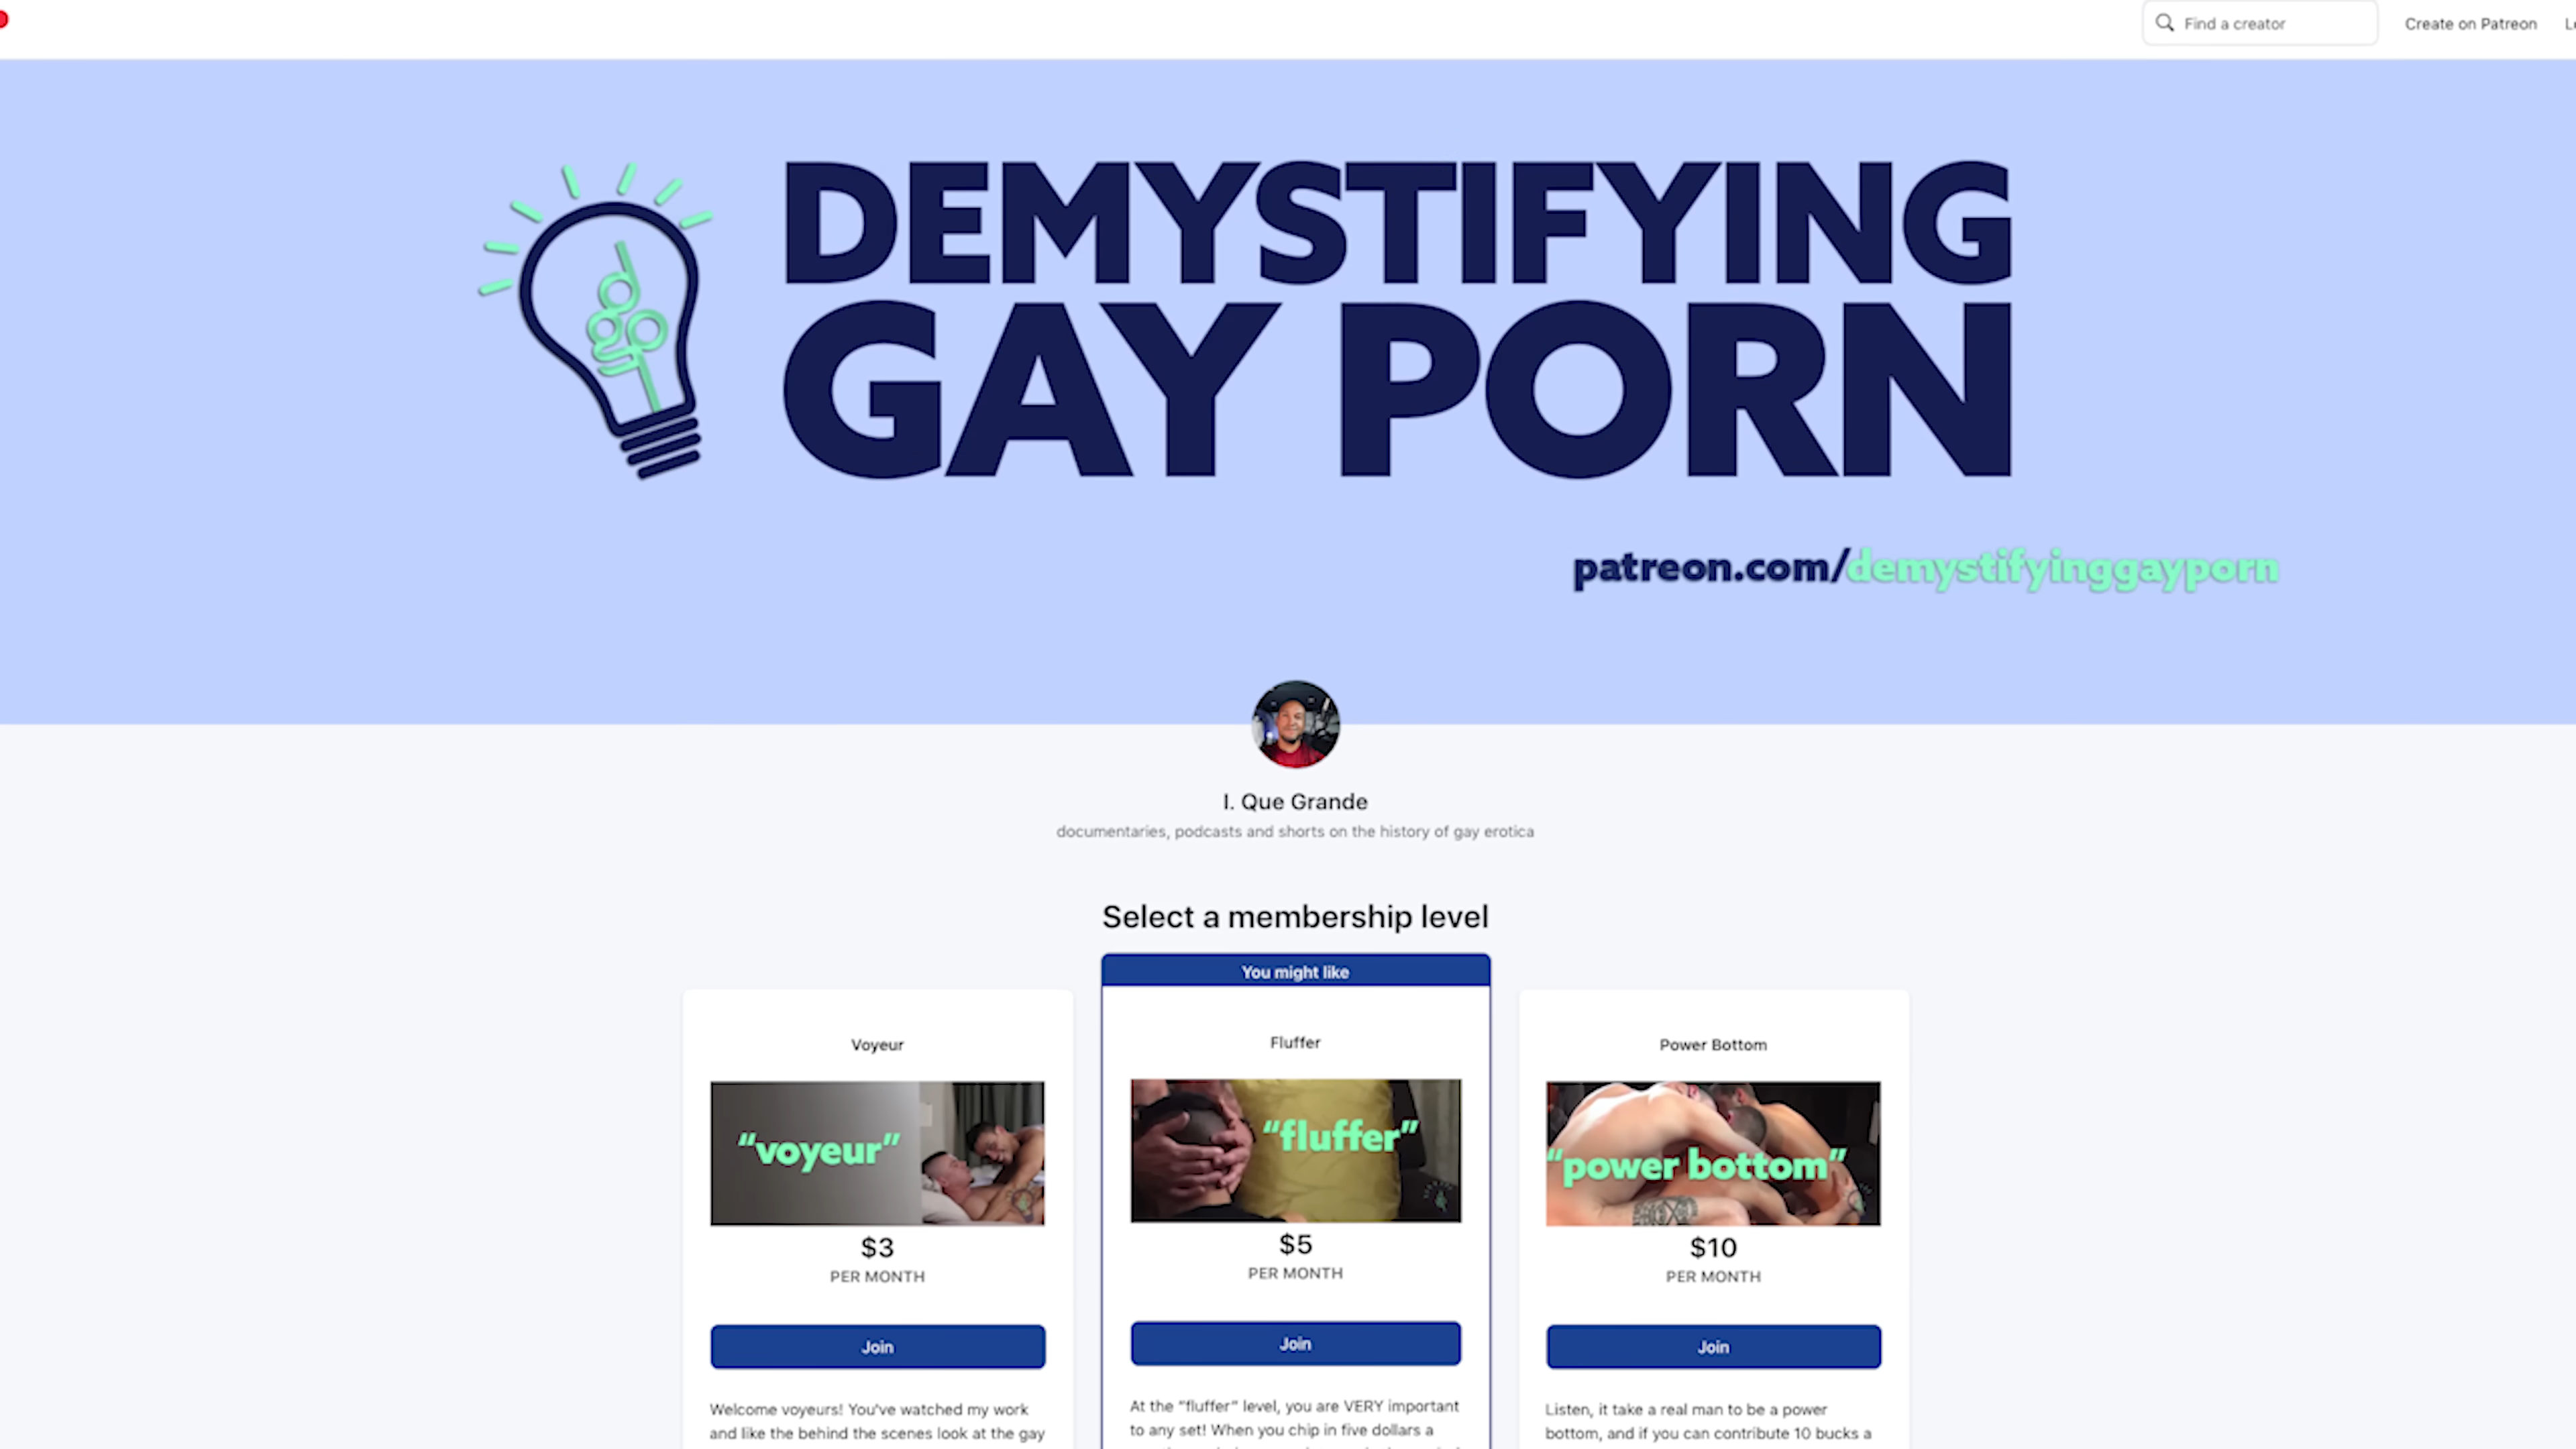 Find a creator
Create on Patreon
DEMYSTIFYING
GAY PORN
dgp
patreon.com/demystifyinggayporn
I. Que Grande
documentaries, podcasts and shorts on the history of gay erotica
Select a membership level
You might like
Voyeur
"voyeur"
$3
PER MONTH
Join
Welcome voyeurs! You've watched my work
and like the behind the scenes look at the gay
Fluffer
"fluffer"
$5
PER MONTH
Join
At the "fluffer" level, you are VERY important
to any set! When you chip in five dollars a
Power Bottom
"power bottom"
$10
PER MONTH
Join
Listen, it take a real man to be a power
bottom, and if you can contribute 10 bucks a